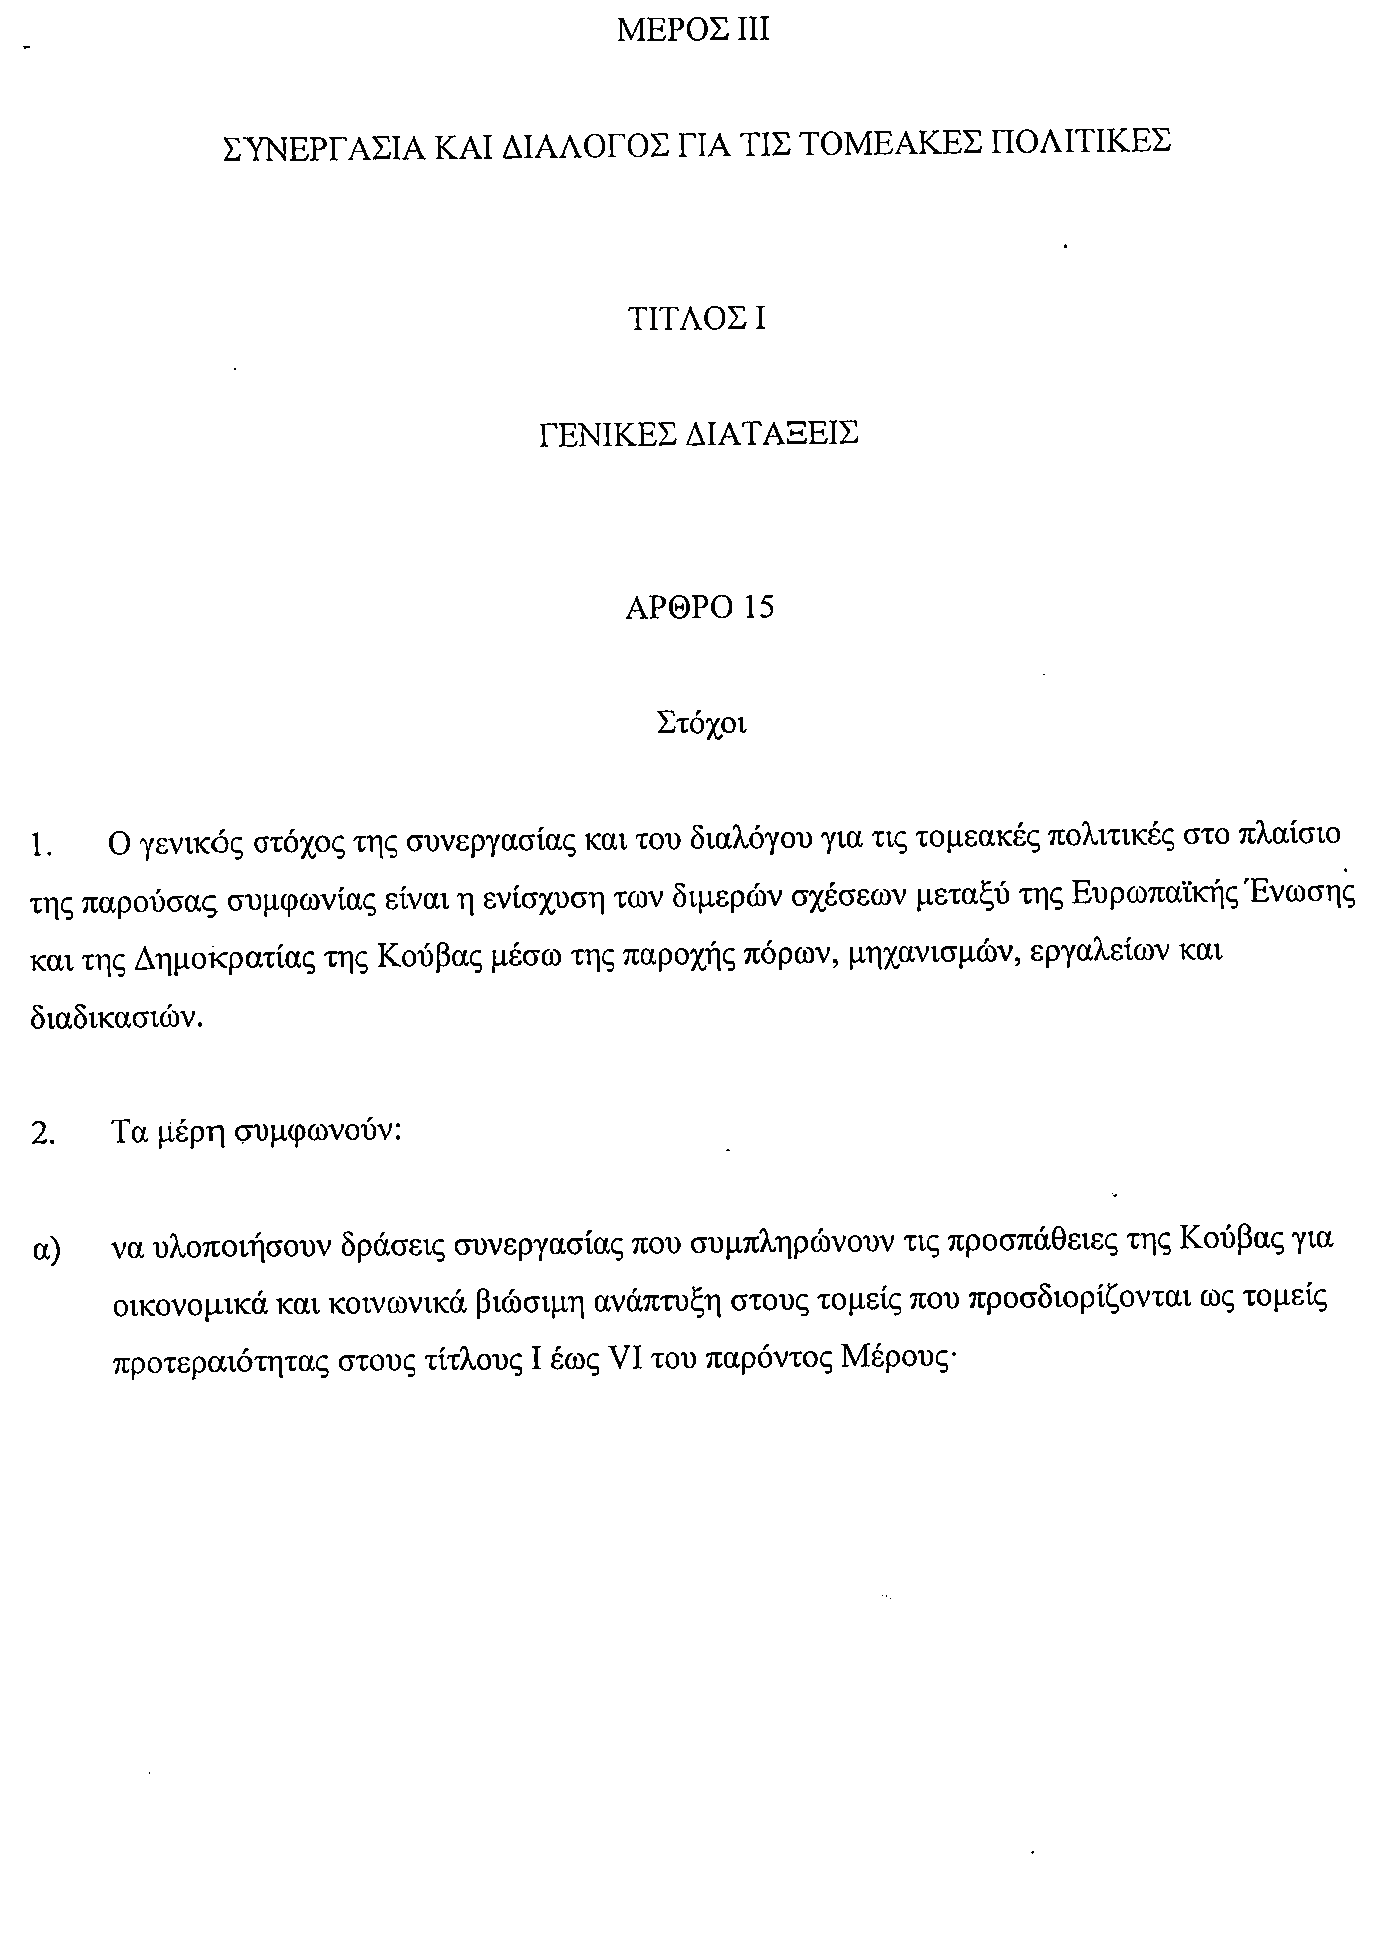 ΜΕΡΟΣ III
ΣΥΝΕΡΓΑΣΙΑ ΚΑΙ ΔΙΑΛΟΓΟΣ ΓΙΑ ΤΙΣ ΤΟΜΕΑΚΕΣ ΠΟΛΙΤΙΚΕΣ
ΤΙΤΛΟΣ I
ΓΕΝΙΚΕΣ ΔΙΑΤΑΞΕΙΣ
ΑΡΘΡΟ 15
Στόχοι
1. Ο γενικός στόχος της συνεργασίας και του διαλόγου για τις τομεακές πολιτικές στο πλαίσιο
της παρούσας συμφωνίας είναι η ενίσχυση των διμερών σχέσεων μεταξύ της Ευρωπαϊκής Ένωσης
και της Δημοκρατίας της Κούβας μέσω της παροχής πόρων, μηχανισμών, εργαλείων και
διαδικασιών.
2. Τα μέρη συμφωνούν:
α) να υλοποιήσουν δράσεις συνεργασίας που συμπληρώνουν τις προσπάθειες της Κούβας για
οικονομικά και κοινωνικά βιώσιμη ανάπτυξη στους τομείς που προσδιορίζονται ως τομείς
προτεραιότητας στους τίτλους I έως VI του παρόντος Μέρους·